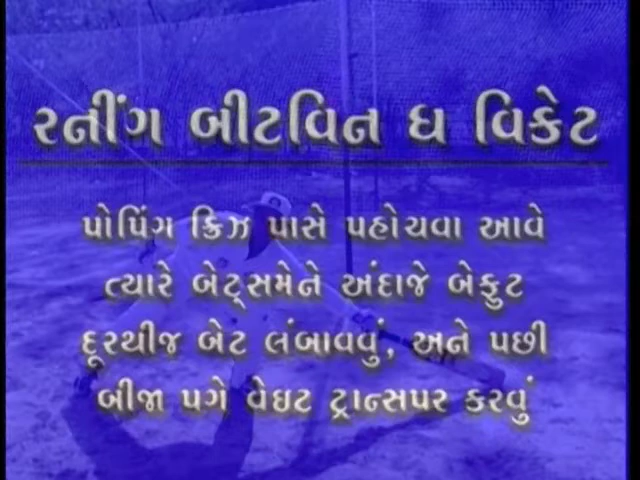 રનીંગ બીટવિન ધ વિકેટ
પોપિંગ ક્રિઝ પાસે પહોચવા આવે
ત્યારે બેટ્સમેને અંદાજે બેફુટ
દૂરથીજ બેટ લંબાવવું, અને પછી
બીજા પગે વેઇટ ટ્રાન્સપર કરવું